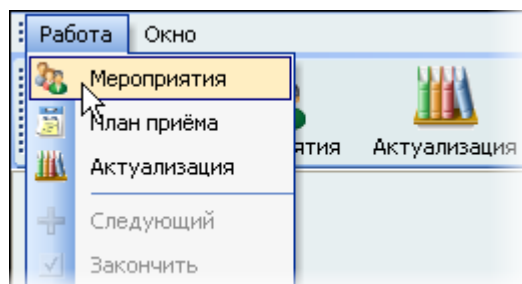 Работа Окно
Мероприятия
План приёма
ятия Актуализация
Актуализация
Следующий
Закончить